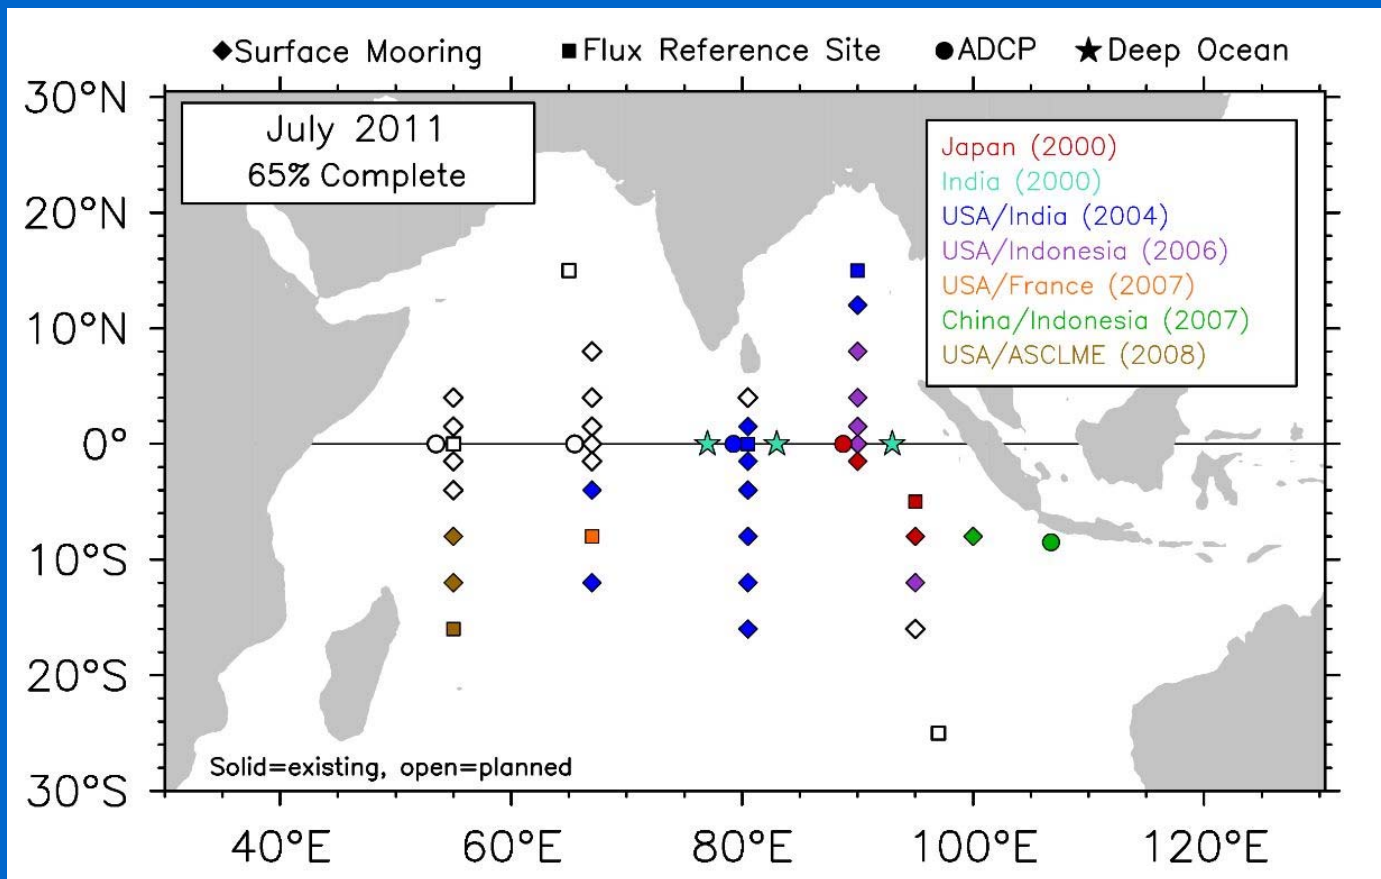 Surface Mooring Flux Reference Site ADCP Deep Ocean
30°N
20°N
10°N
0°
10°S
20°S
30°S
July 2011
65% Complete
Japan (2000)
India (2000)
USA/India (2004)
USA/Indonesia (2006)
USA/France (2007)
China/Indonesia (2007)
USA/ASCLME (2008)
Solid=existing, open=planned
40°E 60°E 80°E 100°E 120°E